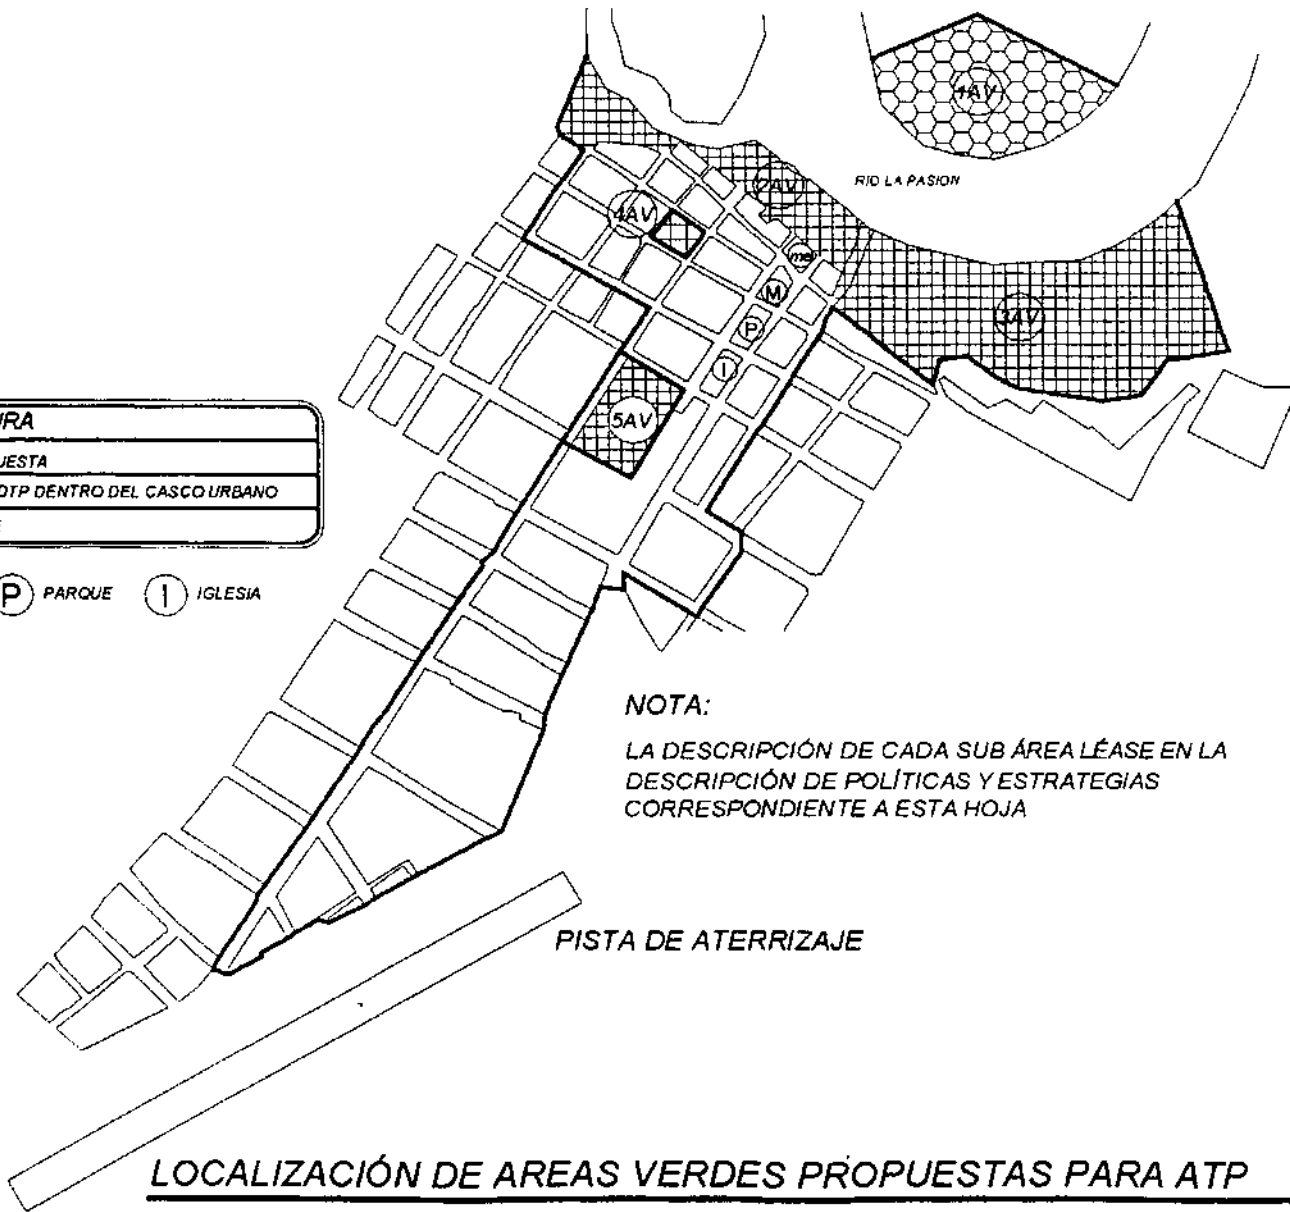 1AV
RIO LA PASION
2AV
4AV
me
M
3AV
P
I
5AV
URA
UESTA
DTP DENTRO DEL CASCO URBANO
P PARQUE I IGLESIA
NOTA:
LA DESCRIPCIÓN DE CADA SUB ÁREA LÉASE EN LA
DESCRIPCIÓN DE POLÍTICAS Y ESTRATEGIAS
CORRESPONDIENTE A ESTA HOJA
PISTA DE ATERRIZAJE
LOCALIZACIÓN DE AREAS VERDES PROPUESTAS PARA ATP